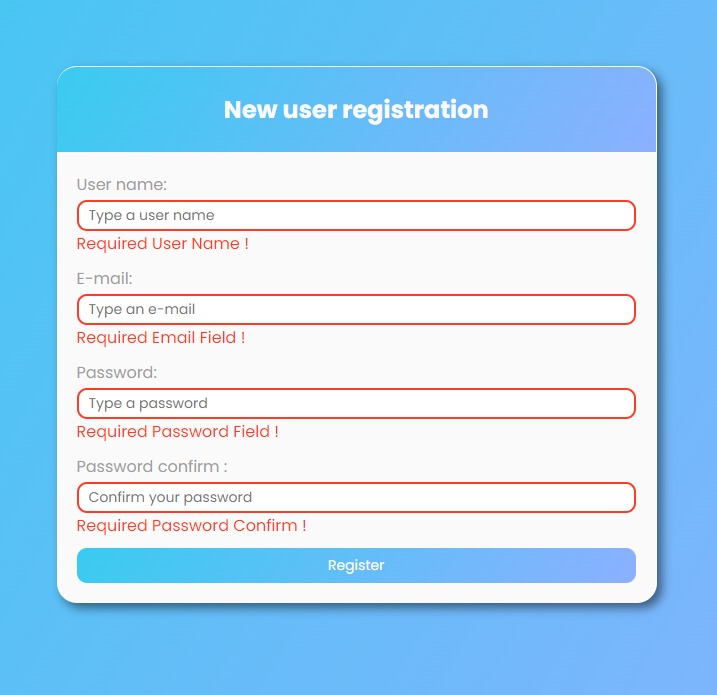 New user registration
User name:
Type a user name
Required User Name !
E-mail:
Type an e-mail
Required Email Field !
Password:
Type a password
Required Password Field !
Password confirm :
Confirm your password
Required Password Confirm !
Register